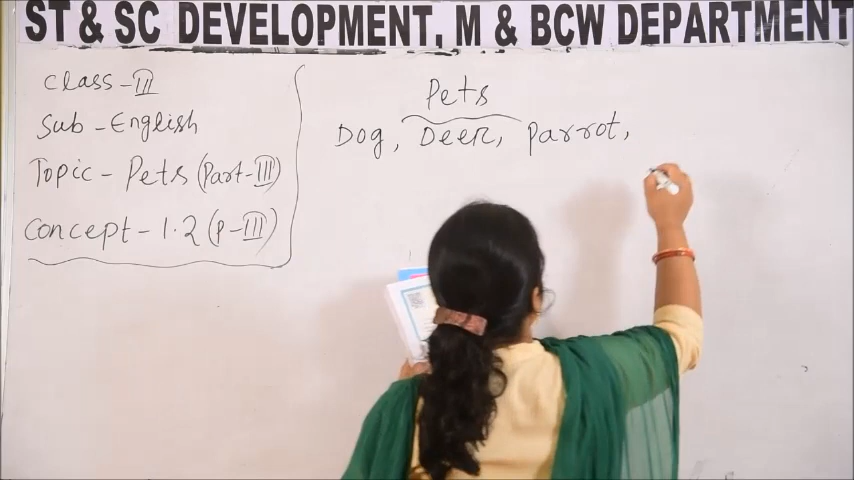 ST & SC DEVELOPMENT, M & BCW DEPARTMENT
Class - III
Sub - English
Topic - Pets (Part - III)
Concept - 1.2 (P - III)
Pets
Dog, Deer, Parrot,